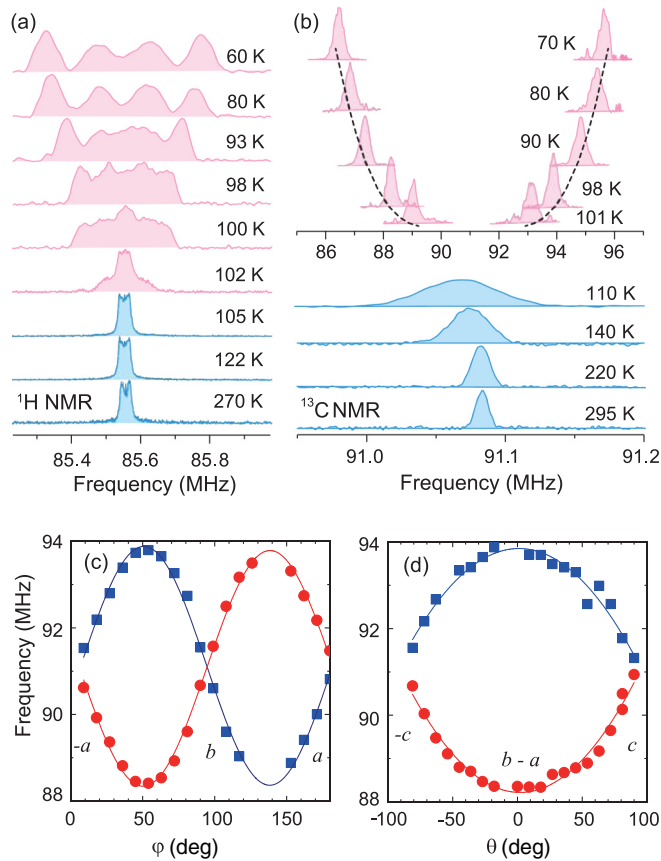 (a)
60 K
80 K
93 K
98 K
100 K
102 K
105 K
122 K
¹H NMR
270 K
85.4 85.6 85.8
Frequency (MHz)
(b)
70 K
80 K
90 K
98 K
101 K
86 88 90 92 94 96
110 K
140 K
220 K
¹³C NMR
295 K
91.0 91.1 91.2
Frequency (MHz)
(c)
94
92
90
88
Frequency (MHz)
-a
b
a
0 50 100 150
φ (deg)
(d)
94
92
90
88
-c
b - a
c
-100 -50 0 50 100
θ (deg)